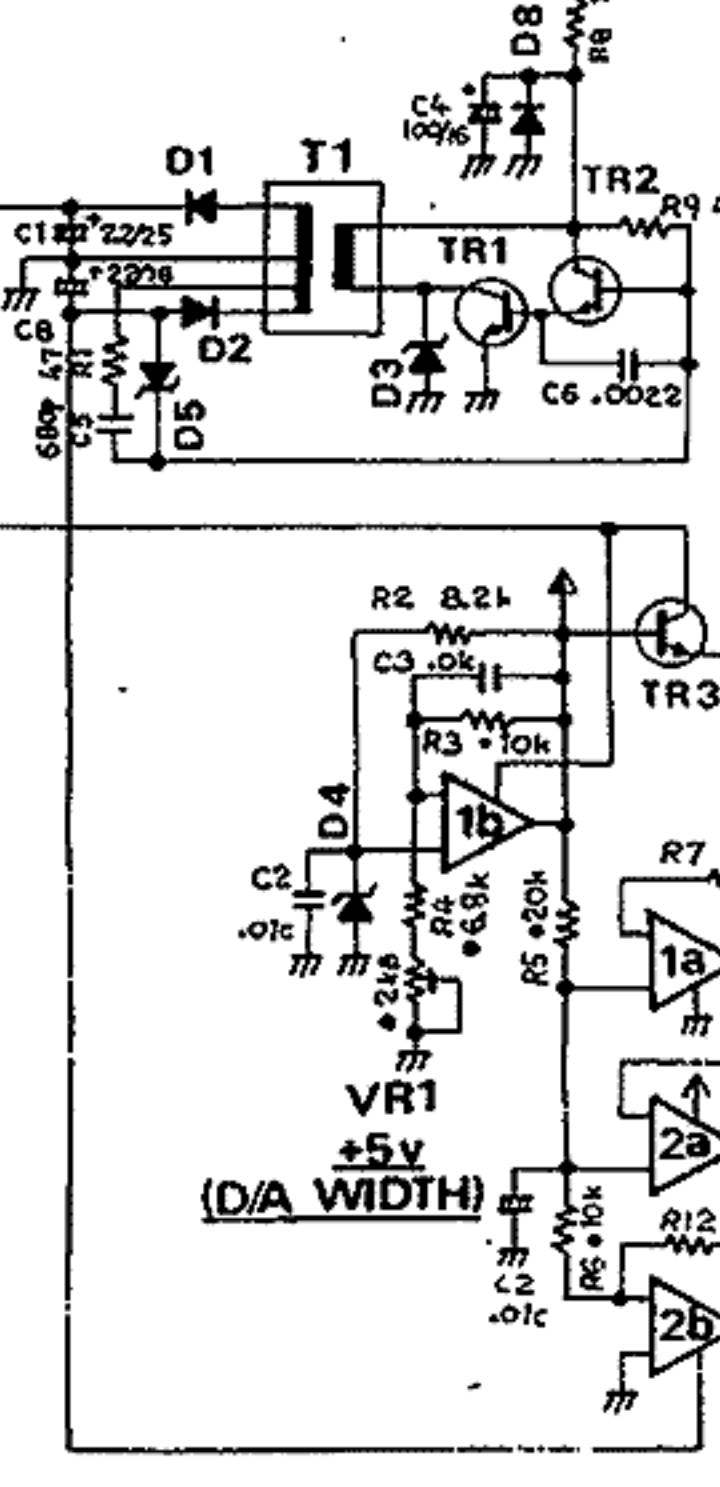 D8
R8
C4
100/16
D1
T1
TR2
R9
C1
+22/25
TR1
C8
D2
47
R1
D3
C6 .0022
680p
C5
D5
R2 8.2k
C3 .0k
TR3
R3 •10k
D4
1b
R7
C2
.01c
R4
•6.8k
R5 •20k
1a
•2kB
VR1
+5v
(D/A WIDTH)
2a
R6 •10k
R12
C2
.01c
2b